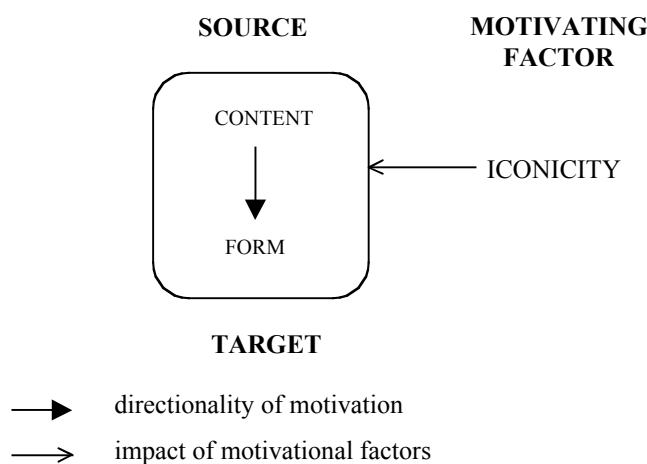 SOURCE
MOTIVATING
FACTOR
CONTENT
ICONICITY
FORM
TARGET
directionality of motivation
impact of motivational factors